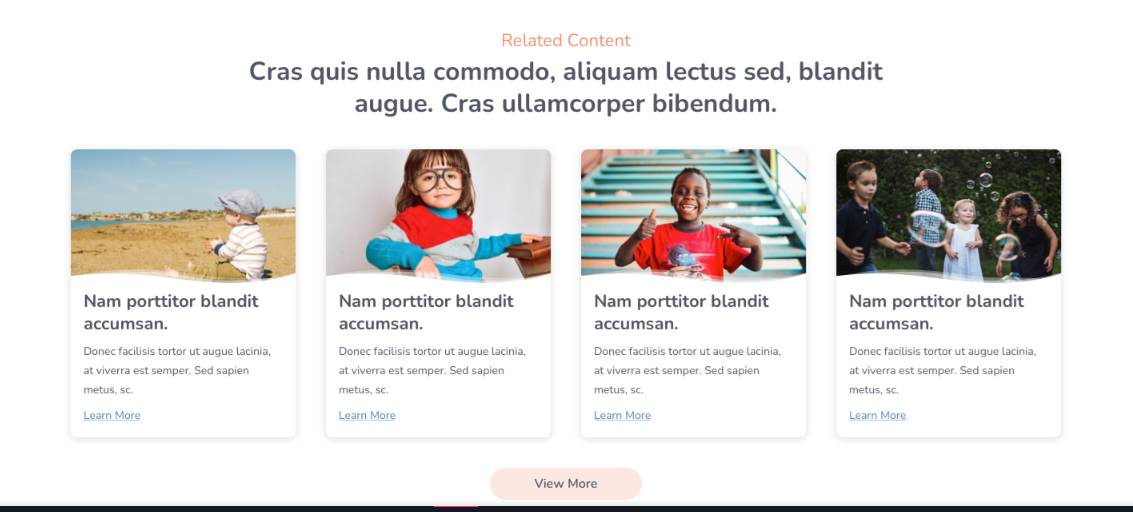 Related Content
Cras quis nulla commodo, aliquam lectus sed, blandit
augue. Cras ullamcorper bibendum.
Nam porttitor blandit
accumsan.
Donec facilisis tortor ut augue lacinia,
at viverra est semper. Sed sapien
metus, sc.
Learn More
Nam porttitor blandit
accumsan.
Donec facilisis tortor ut augue lacinia,
at viverra est semper. Sed sapien
metus, sc.
Learn More
Nam porttitor blandit
accumsan.
Donec facilisis tortor ut augue lacinia,
at viverra est semper. Sed sapien
metus, sc.
Learn More
Nam porttitor blandit
accumsan.
Donec facilisis tortor ut augue lacinia,
at viverra est semper. Sed sapien
metus, sc.
Learn More
View More